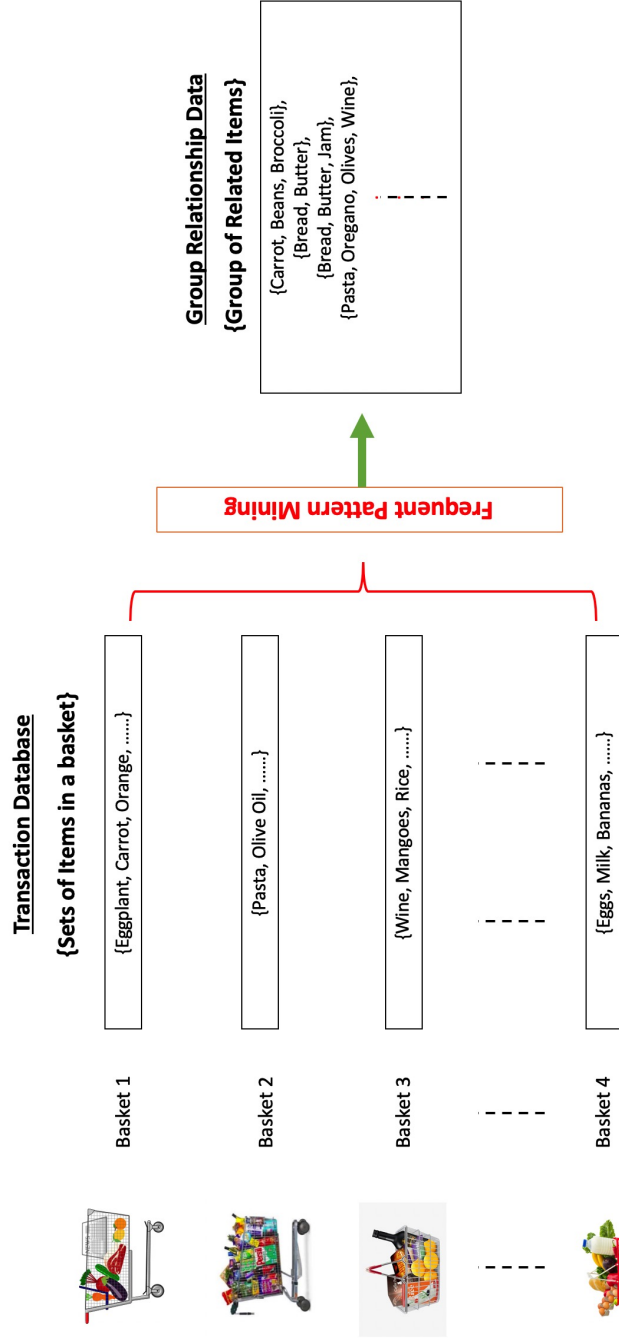 Transaction Database
{Sets of Items in a basket}
Basket 1
{Eggplant, Carrot, Orange, ......}
Basket 2
{Pasta, Olive Oil, ......}
Basket 3
{Wine, Mangoes, Rice, ......}
Basket 4
{Eggs, Milk, Bananas, ......}
Frequent Pattern Mining
Group Relationship Data
{Group of Related Items}
{Carrot, Beans, Broccoli},
{Bread, Butter},
{Bread, Butter, Jam},
{Pasta, Oregano, Olives, Wine},